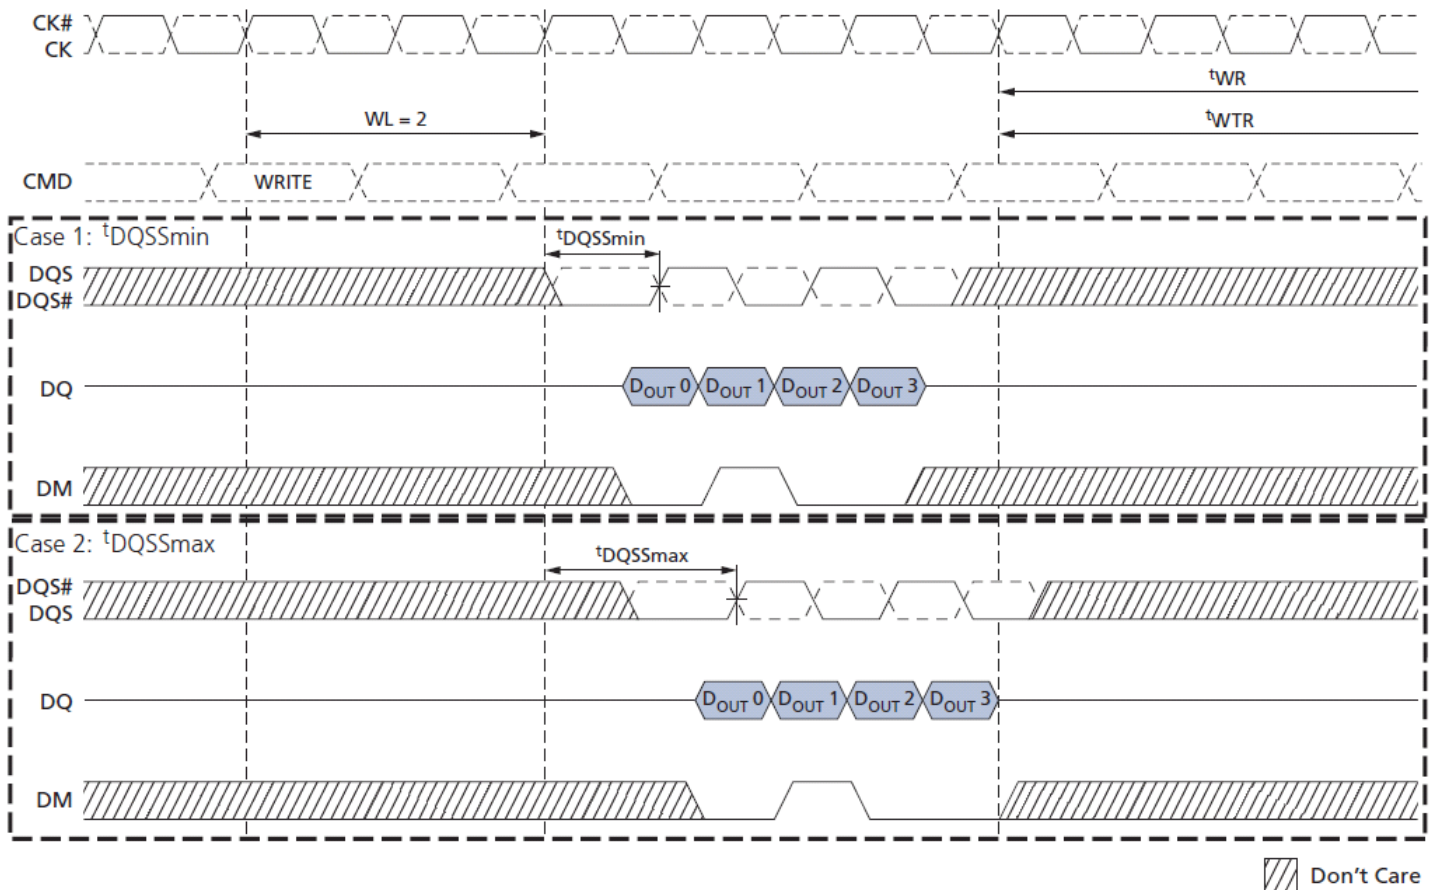 CK#
CK
tWR
WL = 2
tWTR
CMD
WRITE
Case 1: tDQSSmin
tDQSSmin
DQS
DQS#
DQ
DOUT 0 DOUT 1 DOUT 2 DOUT 3
DM
Case 2: tDQSSmax
tDQSSmax
DQS#
DQS
DQ
DOUT 0 DOUT 1 DOUT 2 DOUT 3
DM
Don't Care